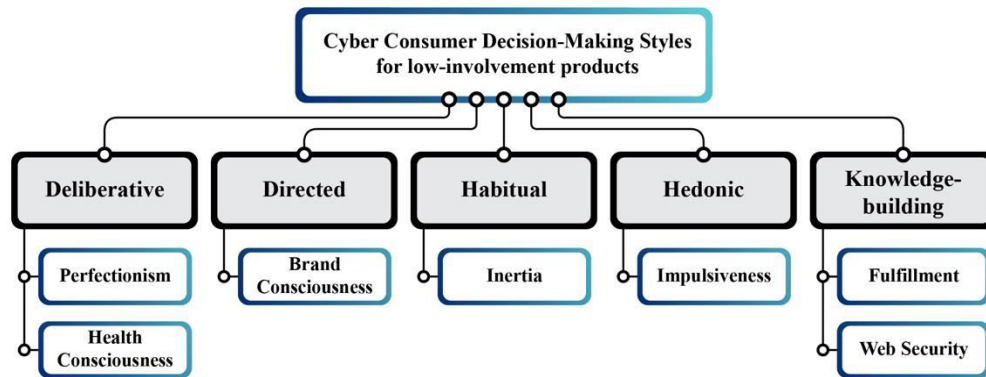 Cyber Consumer Decision-Making Styles
for low-involvement products
Deliberative
Directed
Habitual
Hedonic
Knowledge-
building
Perfectionism
Brand
Consciousness
Inertia
Impulsiveness
Fulfillment
Health
Consciousness
Web Security